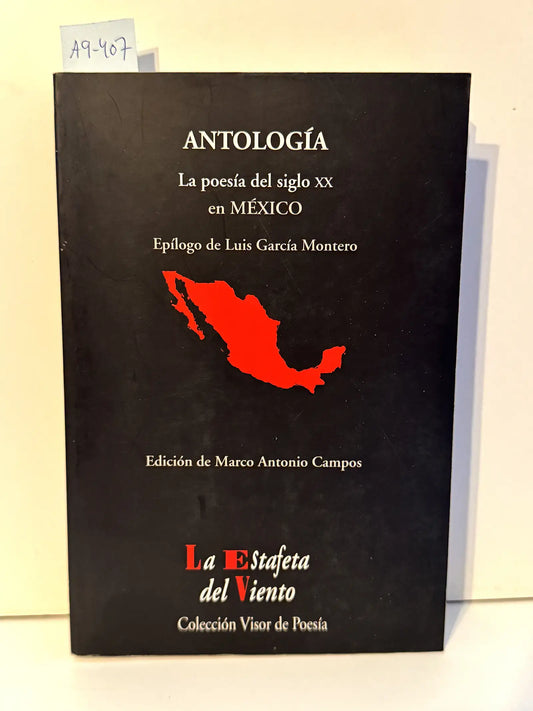 A9-407
ANTOLOGÍA
La poesía del siglo XX
en MÉXICO
Epílogo de Luis García Montero
Edición de Marco Antonio Campos
La Estafeta
del Viento
Colección Visor de Poesía